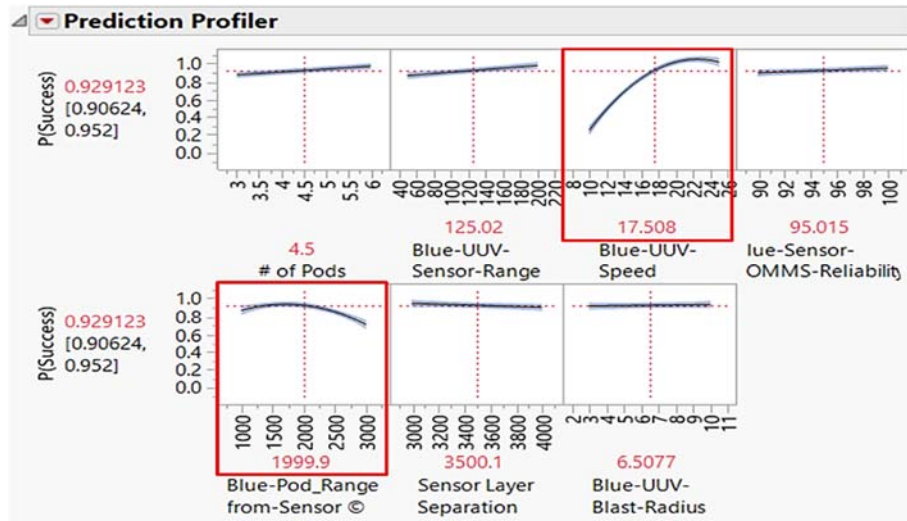 Prediction Profiler
P(Success)
0.929123
[0.90624,
0.952]
1.0
0.8
0.6
0.4
0.2
0.0
3 3.5 4 4.5 5 5.5 6
40 60 80 100 120 140 160 180 200 220
8 10 12 14 16 18 20 22 24 26
90 92 94 96 98 100
4.5
# of Pods
125.02
Blue-UUV-
Sensor-Range
17.508
Blue-UUV-
Speed
95.015
lue-Sensor-
OMMS-Reliability
P(Success)
0.929123
[0.90624,
0.952]
1.0
0.8
0.6
0.4
0.2
0.0
1000 1500 2000 2500 3000
3000 3200 3400 3600 3800 4000
2 3 4 5 6 7 8 9 10 11
1999.9
Blue-Pod_Range
from-Sensor ©
3500.1
Sensor Layer
Separation
6.5077
Blue-UUV-
Blast-Radius